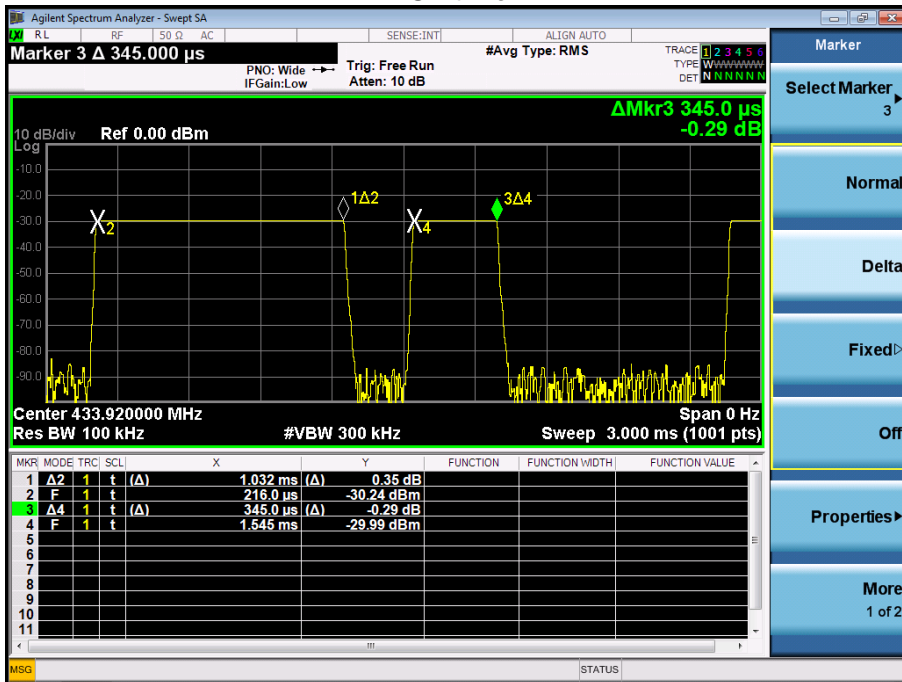 Agilent Spectrum Analyzer - Swept SA
LXI RL RF 50 Ω AC SENSE:INT ALIGN AUTO
Marker 3 Δ 345.000 µs
PNO: Wide
IFGain:Low
Trig: Free Run
Atten: 10 dB
#Avg Type: RMS
TRACE 1 2 3 4 5 6
TYPE WWWWWW
DET N N N N N N
ΔMkr3 345.0 µs
-0.29 dB
10 dB/div Ref 0.00 dBm
Log
-10.0
-20.0
-30.0
-40.0
-50.0
-60.0
-70.0
-80.0
-90.0
X2
1Δ2
X4
3Δ4
Center 433.920000 MHz Span 0 Hz
Res BW 100 kHz #VBW 300 kHz Sweep 3.000 ms (1001 pts)
MKR MODE TRC SCL X Y FUNCTION FUNCTION WIDTH FUNCTION VALUE
1 Δ2 1 t (Δ) 1.032 ms (Δ) 0.35 dB
2 F 1 t 216.0 µs -30.24 dBm
3 Δ4 1 t (Δ) 345.0 µs (Δ) -0.29 dB
4 F 1 t 1.545 ms -29.99 dBm
5
6
7
8
9
10
11
MSG STATUS
Marker
Select Marker
3
Normal
Delta
Fixed
Off
Properties
More
1 of 2